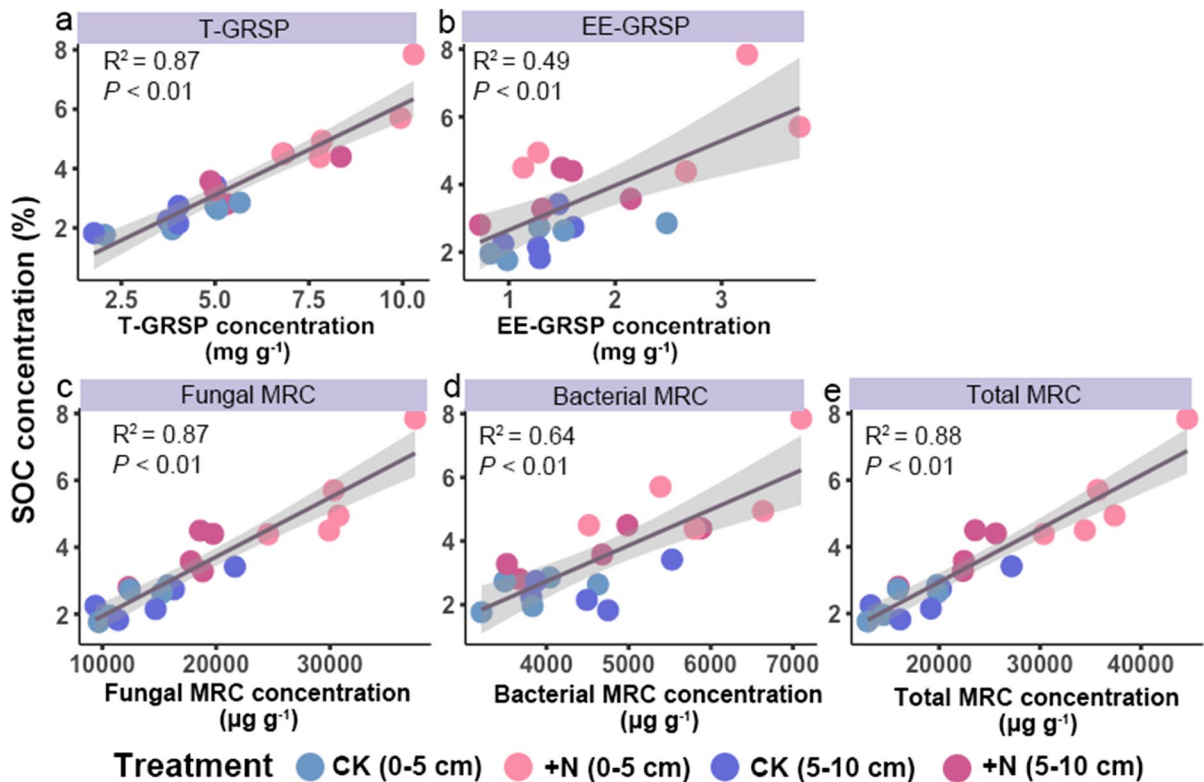 a
T-GRSP
b
EE-GRSP
SOC concentration (%)
8
6
4
2
R² = 0.87
P < 0.01
2.5 5.0 7.5 10.0
T-GRSP concentration
(mg g⁻¹)
8
6
4
2
R² = 0.49
P < 0.01
1 2 3
EE-GRSP concentration
(mg g⁻¹)
c
Fungal MRC
d
Bacterial MRC
e
Total MRC
8
6
4
2
R² = 0.87
P < 0.01
10000 20000 30000
Fungal MRC concentration
(µg g⁻¹)
8
6
4
2
R² = 0.64
P < 0.01
4000 5000 6000 7000
Bacterial MRC concentration
(µg g⁻¹)
8
6
4
2
R² = 0.88
P < 0.01
20000 30000 40000
Total MRC concentration
(µg g⁻¹)
Treatment CK (0-5 cm) +N (0-5 cm) CK (5-10 cm) +N (5-10 cm)